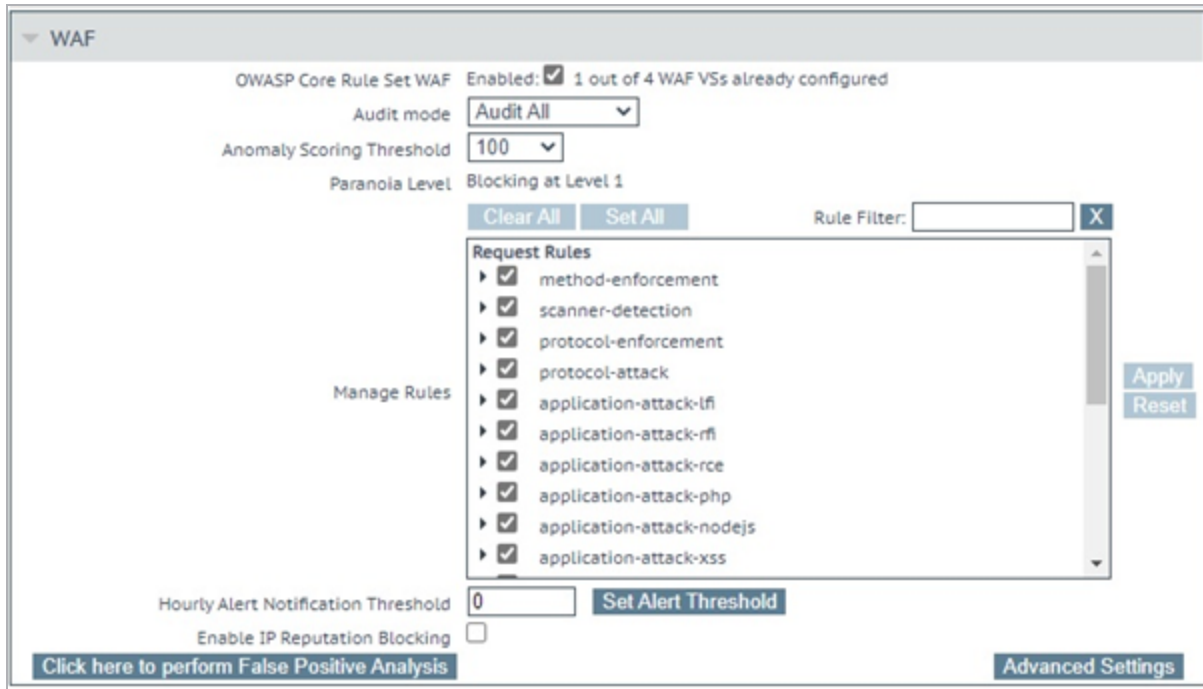 WAF
OWASP Core Rule Set WAF Enabled: 1 out of 4 WAF VSs already configured
Audit mode Audit All
Anomaly Scoring Threshold 100
Paranoia Level Blocking at Level 1
Clear All Set All Rule Filter: X
Request Rules
method-enforcement
scanner-detection
protocol-enforcement
protocol-attack
Manage Rules
application-attack-lfi
application-attack-rfi
application-attack-rce
application-attack-php
application-attack-nodejs
application-attack-xss
Apply
Reset
Hourly Alert Notification Threshold 0 Set Alert Threshold
Enable IP Reputation Blocking
Click here to perform False Positive Analysis Advanced Settings